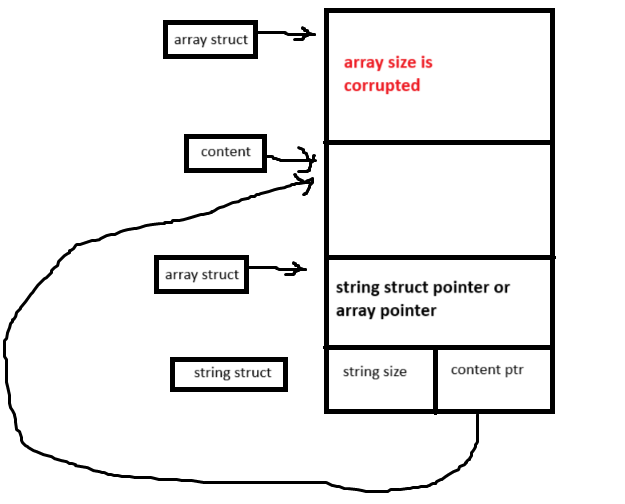 array struct
array size is
corrupted
content
array struct
string struct pointer or
array pointer
string struct
string size
content ptr